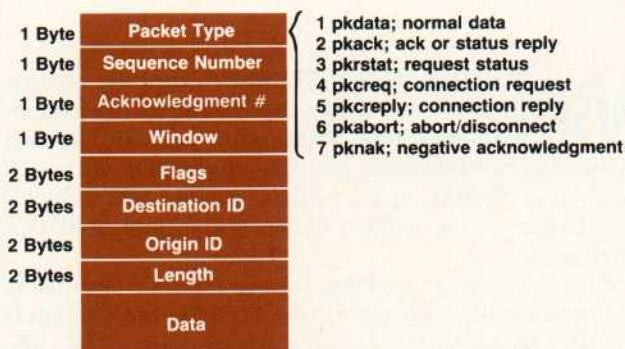 1 Byte Packet Type
1 Byte Sequence Number
1 Byte Acknowledgment #
1 Byte Window
2 Bytes Flags
2 Bytes Destination ID
2 Bytes Origin ID
2 Bytes Length
Data
1 pkdata; normal data
2 pkack; ack or status reply
3 pkrstat; request status
4 pkcreq; connection request
5 pkcreply; connection reply
6 pkabort; abort/disconnect
7 pknak; negative acknowledgment